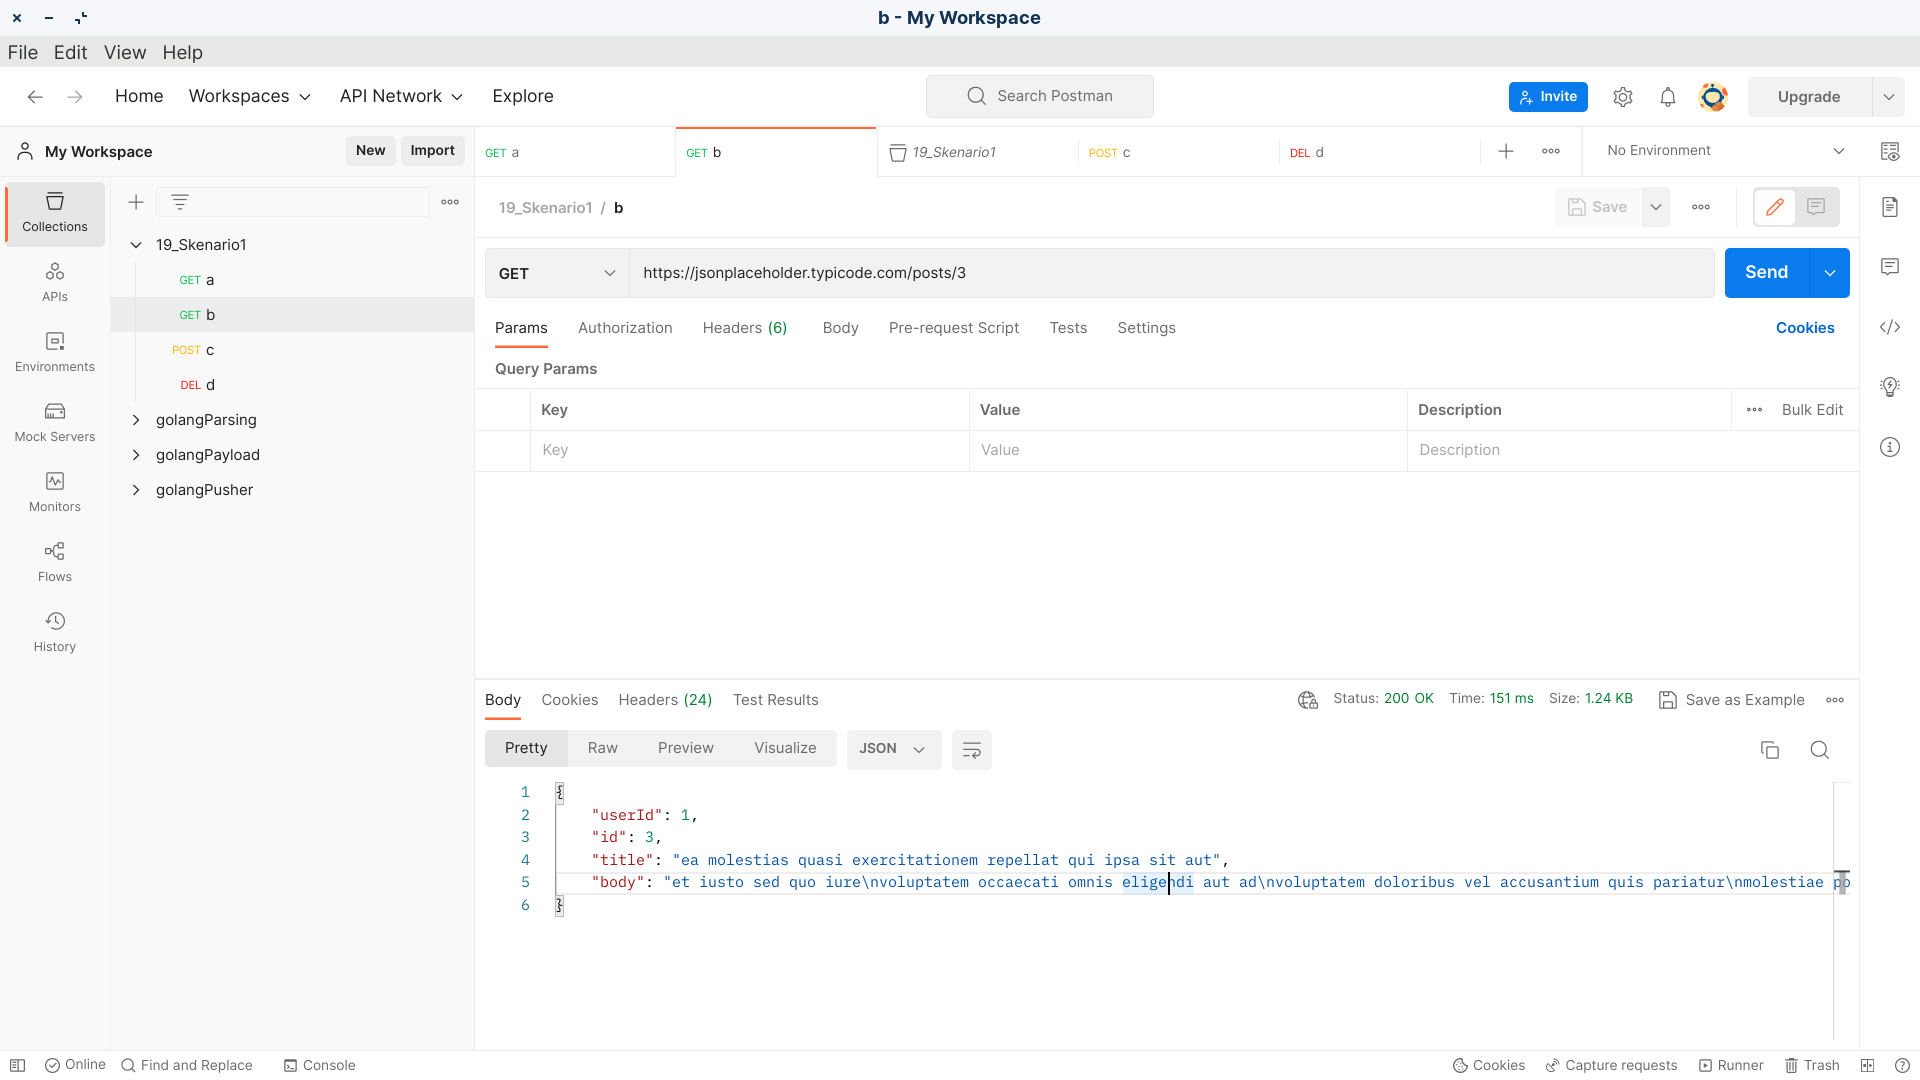 b - My Workspace
File Edit View Help
Home Workspaces API Network Explore
Search Postman
Invite
Upgrade
My Workspace
New
Import
GET a
GET b
19_Skenario1
POST c
DEL d
No Environment
Collections
APIs
Environments
Mock Servers
Monitors
Flows
History
19_Skenario1
GET a
GET b
POST c
DEL d
golangParsing
golangPayload
golangPusher
19_Skenario1 / b
Save
GET
https://jsonplaceholder.typicode.com/posts/3
Send
Params Authorization Headers (6) Body Pre-request Script Tests Settings
Cookies
Query Params
Key Value Description
Bulk Edit
Key Value Description
Body Cookies Headers (24) Test Results
Status: 200 OK Time: 151 ms Size: 1.24 KB
Save as Example
Pretty Raw Preview Visualize
JSON
1 {
2 "userId": 1,
3 "id": 3,
4 "title": "ea molestias quasi exercitationem repellat qui ipsa sit aut",
5 "body": "et iusto sed quo iure\nvoluptatem occaecati omnis eligendi aut ad\nvoluptatem doloribus vel accusantium quis pariatur\nmolestiae po
6 }
Online
Find and Replace
Console
Cookies
Capture requests
Runner
Trash